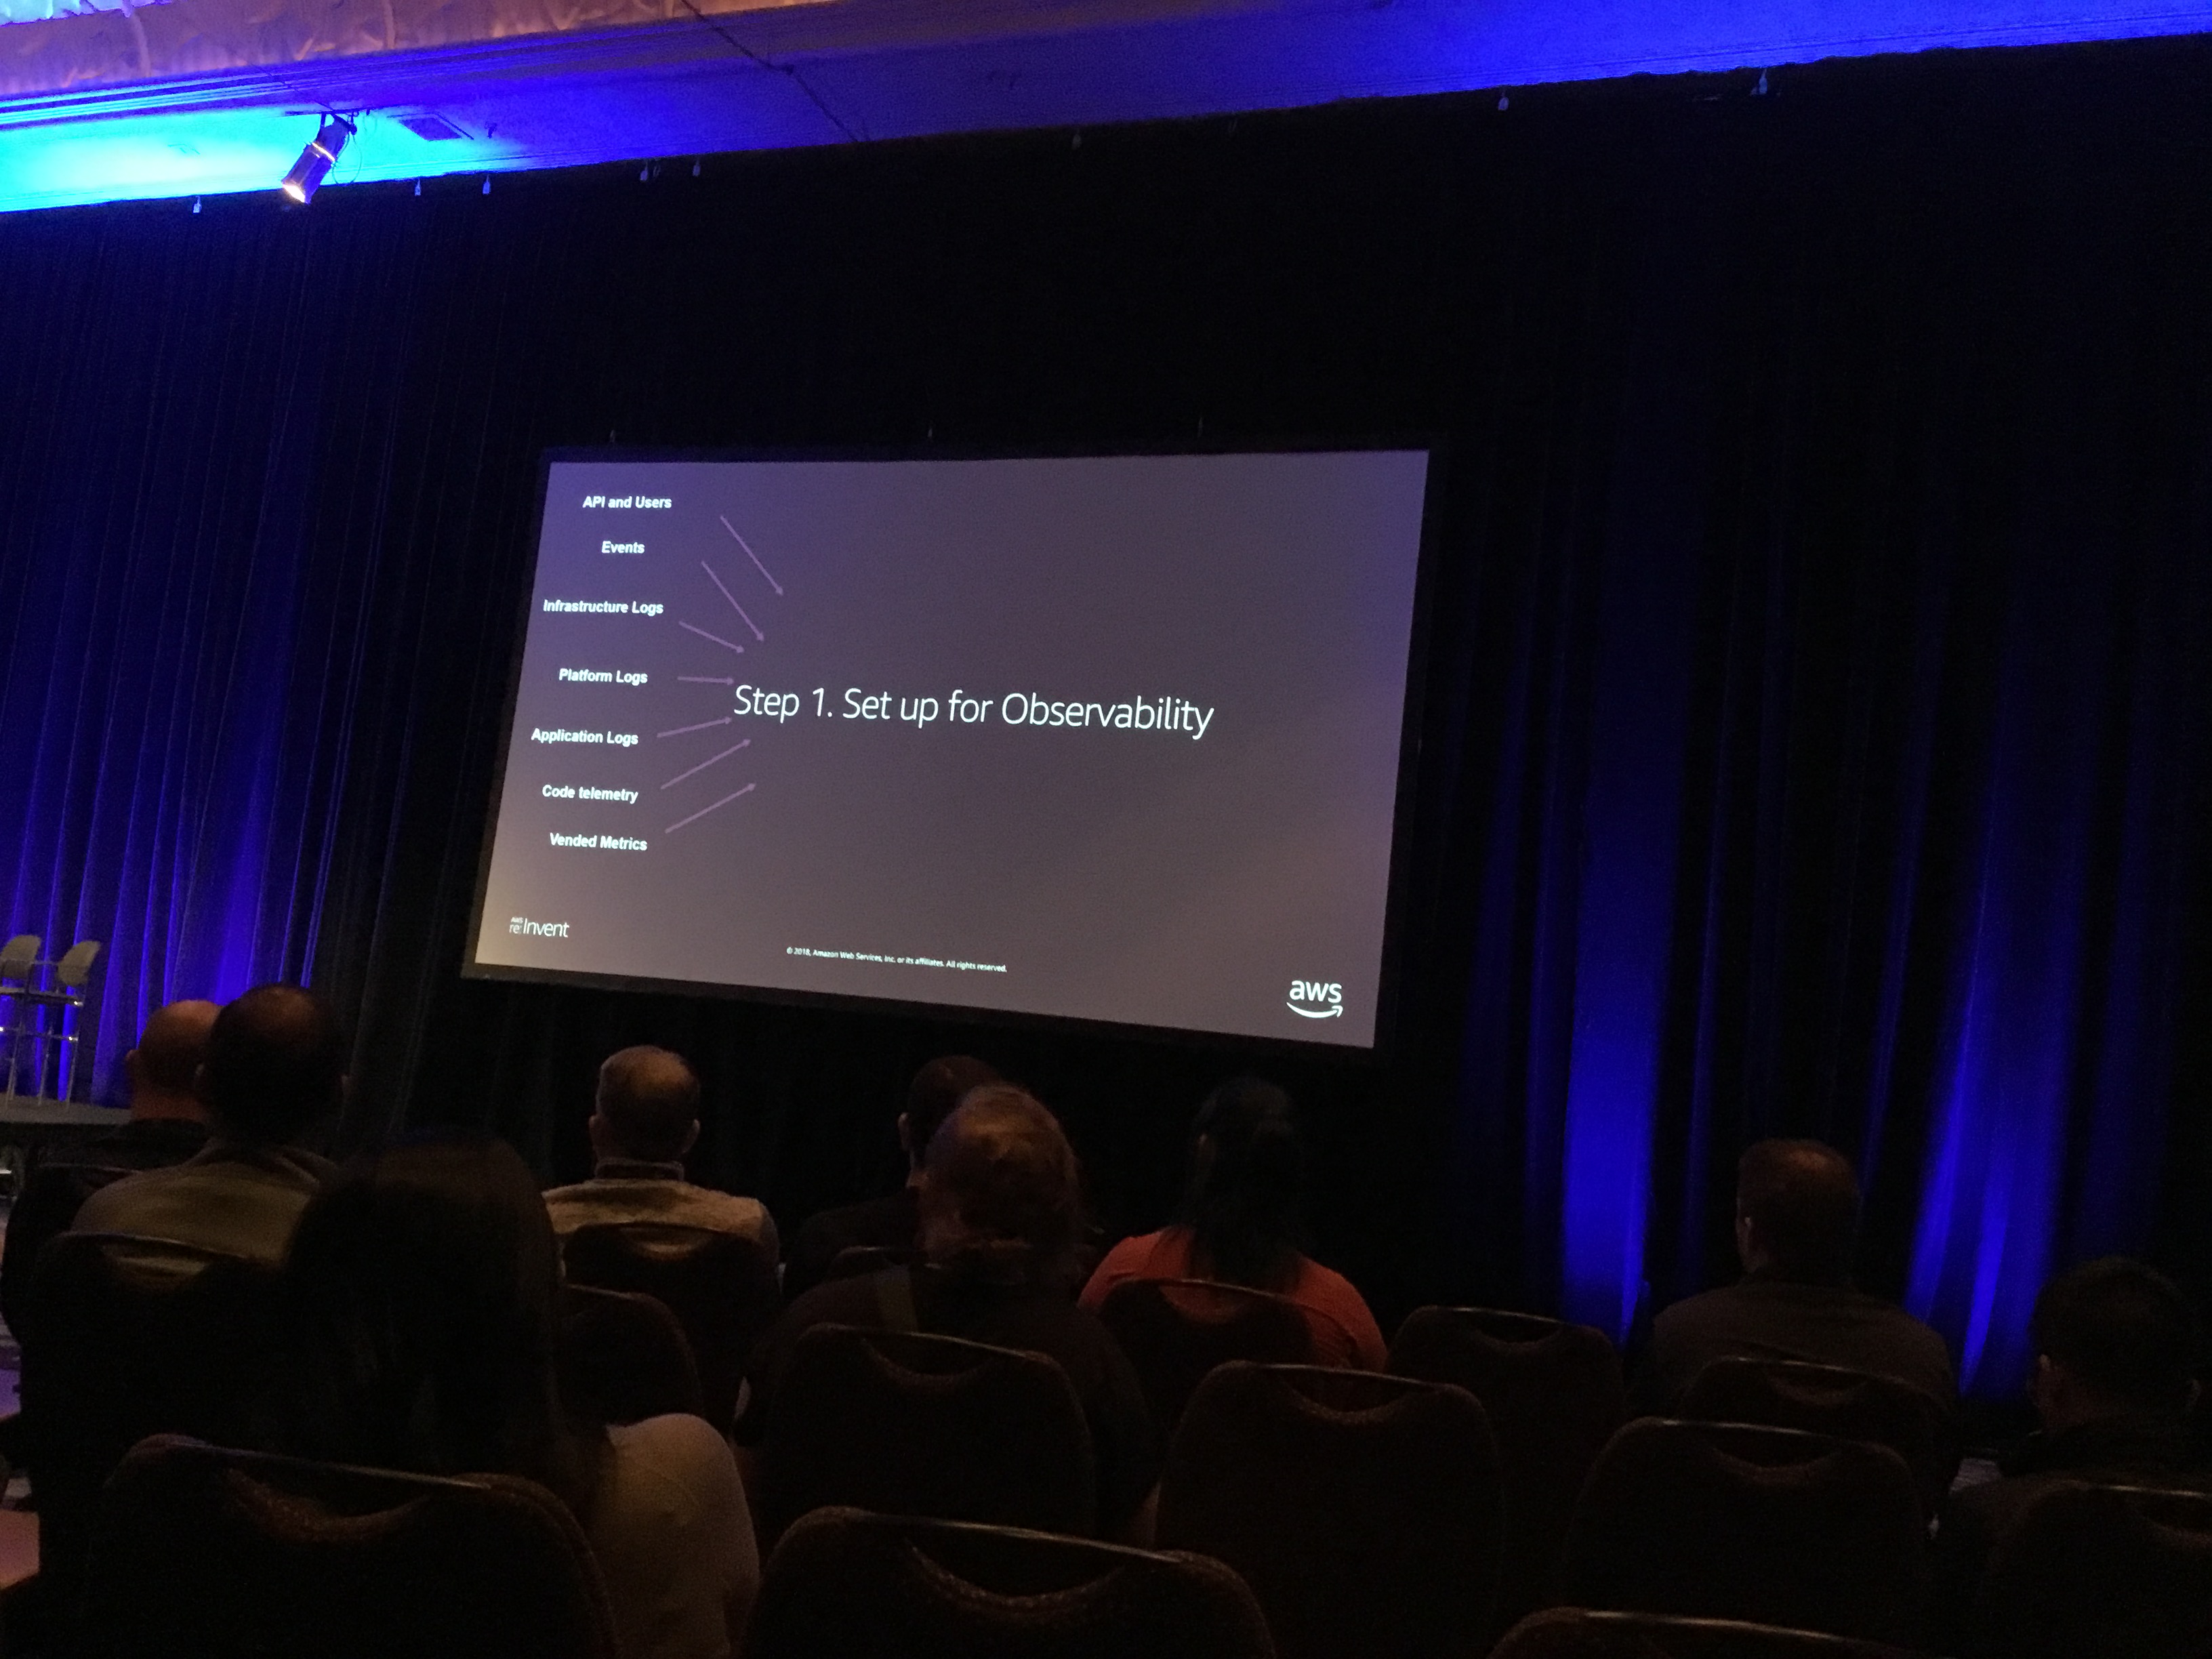 API and Users
Events
Infrastructure Logs
Platform Logs
Step 1. Set up for Observability
Application Logs
Code telemetry
Vended Metrics
AWS
re:Invent
© 2018, Amazon Web Services, Inc. or its affiliates. All rights reserved.
aws